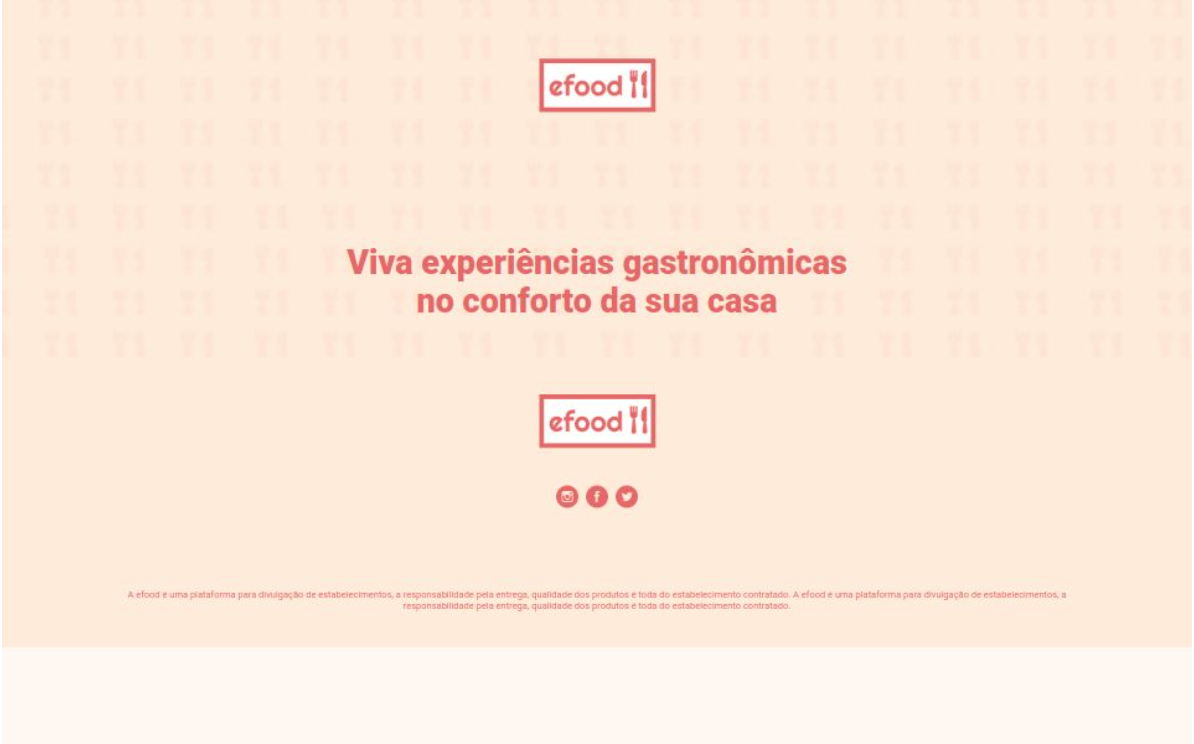 efood
Viva experiências gastronômicas
no conforto da sua casa
efood
A efood é uma plataforma para divulgação de estabelecimentos, a responsabilidade pela entrega, qualidade dos produtos é toda do estabelecimento contratado. A efood é uma plataforma para divulgação de estabelecimentos, a
responsabilidade pela entrega, qualidade dos produtos é toda do estabelecimento contratado.